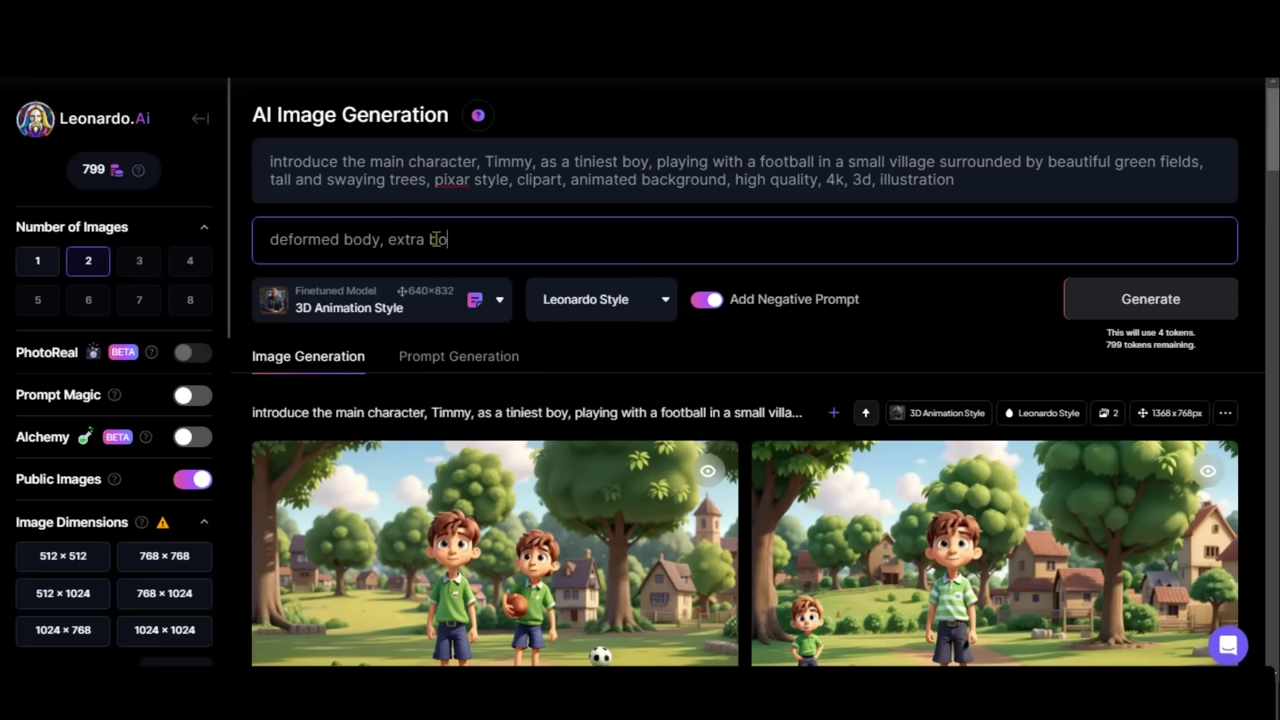 Leonardo.Ai
799
Number of Images
1 2 3 4
5 6 7 8
PhotoReal BETA
Prompt Magic
Alchemy BETA
Public Images
Image Dimensions
512 × 512 768 × 768
512 × 1024 768 × 1024
1024 × 768 1024 × 1024
AI Image Generation
introduce the main character, Timmy, as a tiniest boy, playing with a football in a small village surrounded by beautiful green fields,
tall and swaying trees, pixar style, clipart, animated background, high quality, 4k, 3d, illustration
deformed body, extra bo
Finetuned Model 640×832
3D Animation Style
Leonardo Style
Add Negative Prompt
Generate
This will use 4 tokens.
799 tokens remaining.
Image Generation Prompt Generation
introduce the main character, Timmy, as a tiniest boy, playing with a football in a small villa...
3D Animation Style Leonardo Style 2 1368 x 768px